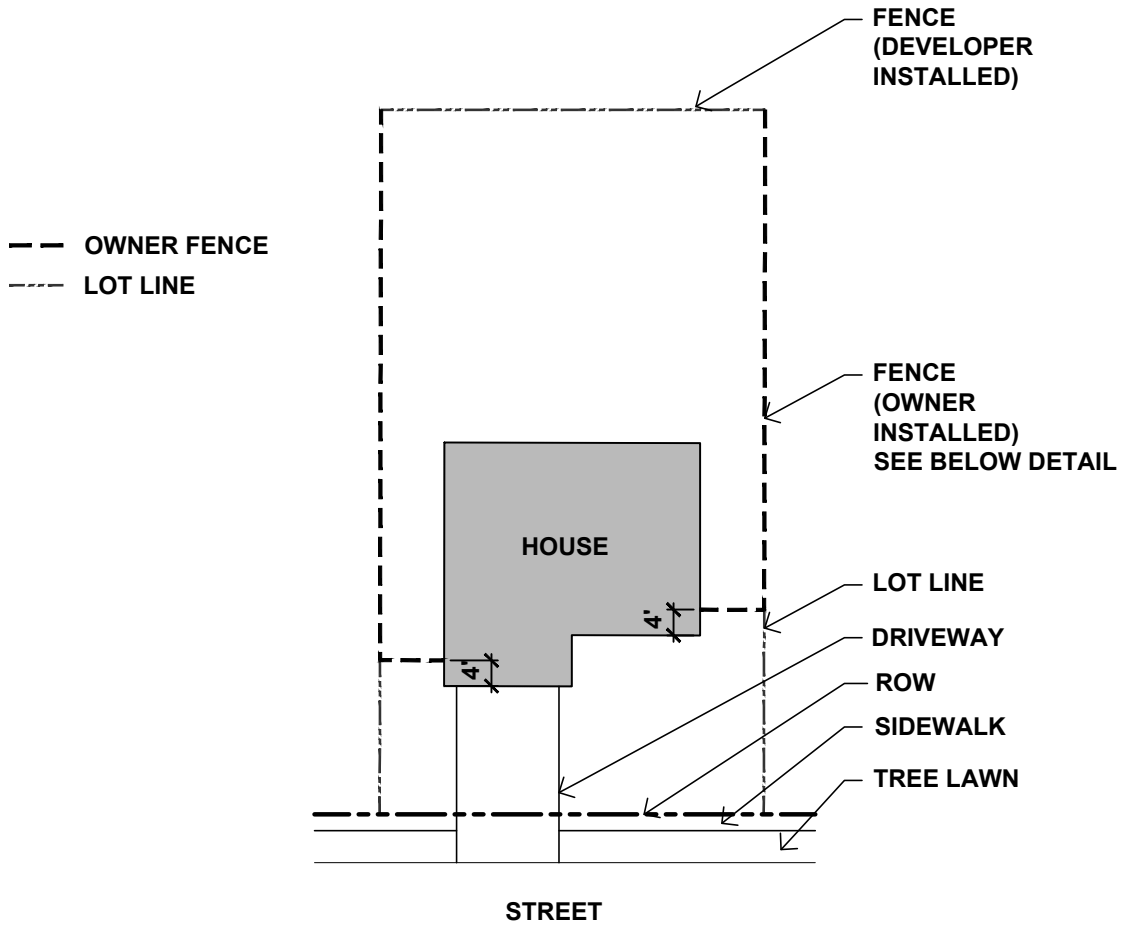 FENCE
(DEVELOPER
INSTALLED)
OWNER FENCE
LOT LINE
FENCE
(OWNER
INSTALLED)
SEE BELOW DETAIL
HOUSE
4'
4'
LOT LINE
DRIVEWAY
ROW
SIDEWALK
TREE LAWN
STREET